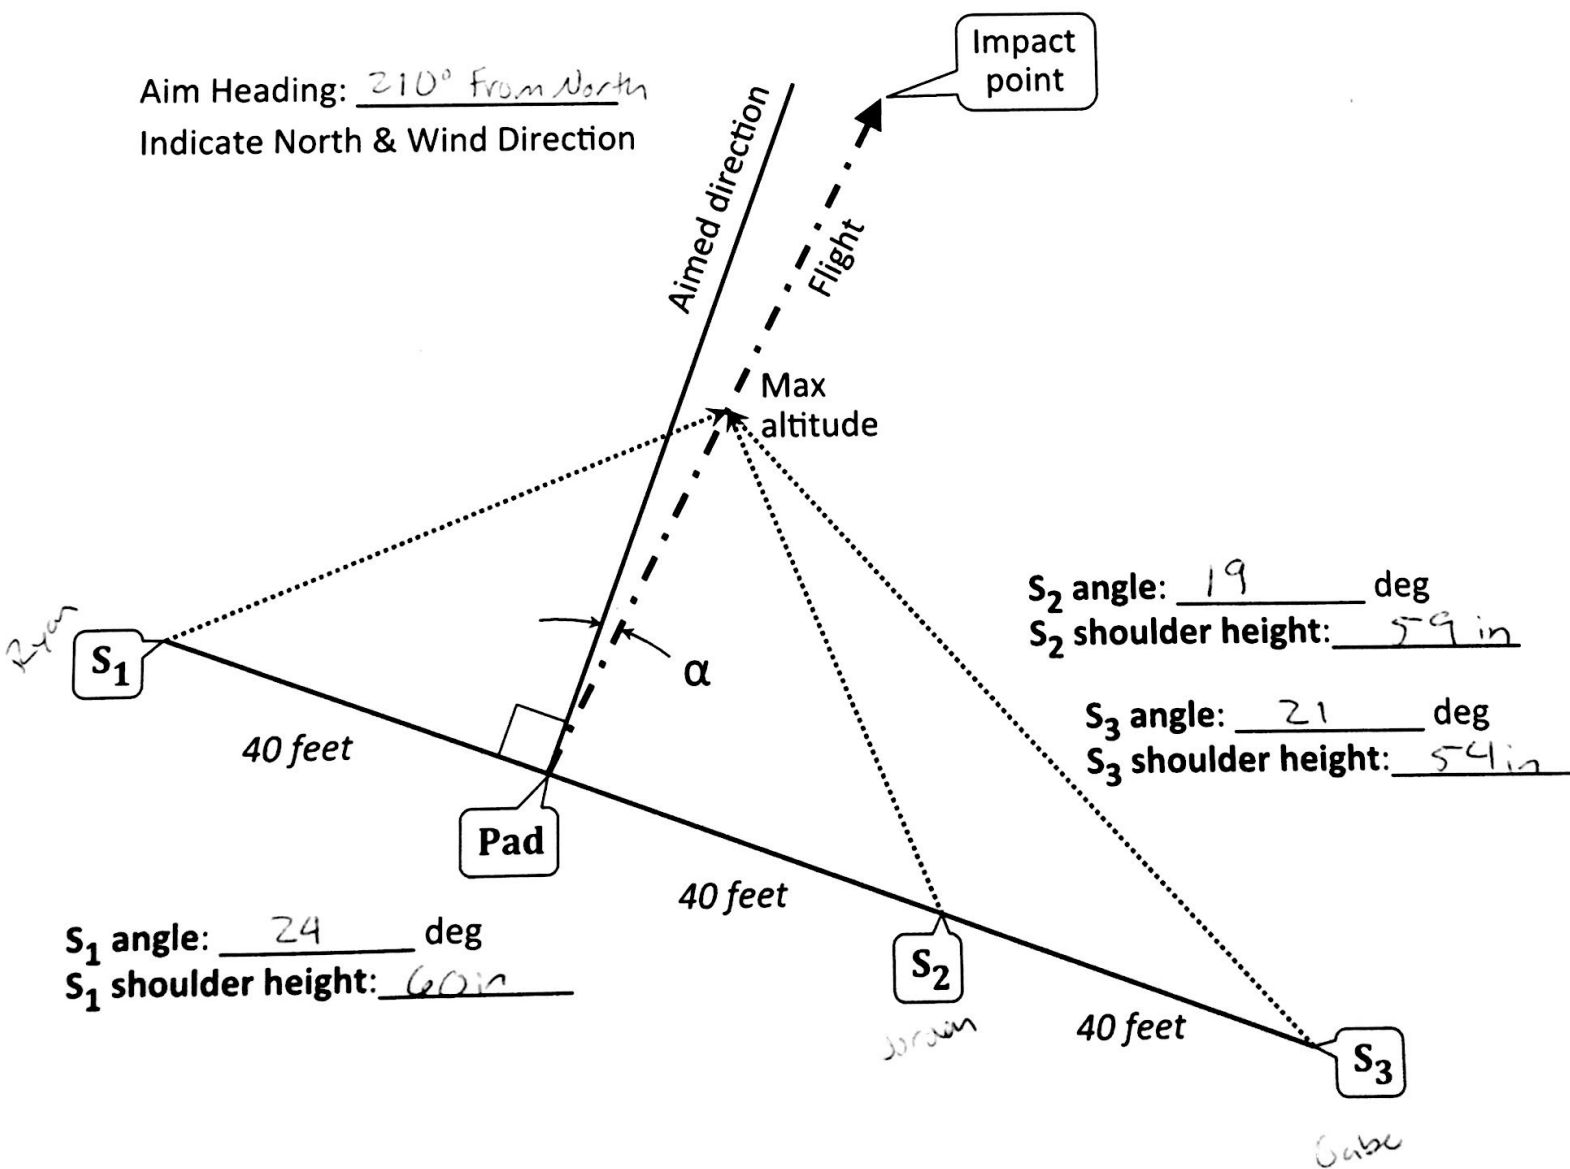 Impact
point
Aim Heading: 210° From North
Indicate North & Wind Direction
Aimed direction
Flight
Max
altitude
S₂ angle: 19 deg
S₂ shoulder height: 59 in
Ryan
S₁
α
S₃ angle: 21 deg
S₃ shoulder height: 54 in
40 feet
Pad
40 feet
S₁ angle: 24 deg
S₁ shoulder height: 60 in
S₂
Jordan
40 feet
S₃
Gabe